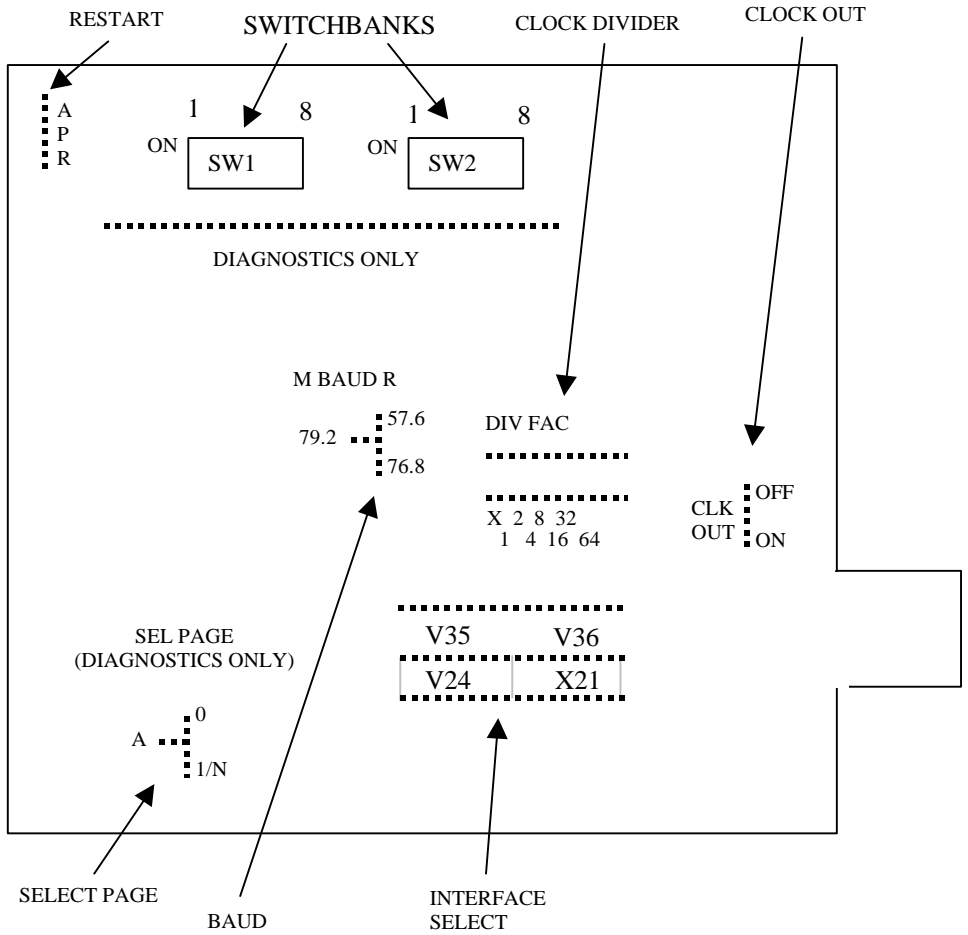 RESTART
SWITCHBANKS
CLOCK DIVIDER
CLOCK OUT
A
P
R
1 8
ON
SW1
1 8
ON
SW2
DIAGNOSTICS ONLY
M BAUD R
57.6
79.2
76.8
DIV FAC
X 2 8 32
1 4 16 64
CLK
OUT
OFF
ON
V35 V36
V24 X21
SEL PAGE
(DIAGNOSTICS ONLY)
0
A
1/N
SELECT PAGE
BAUD
INTERFACE
SELECT